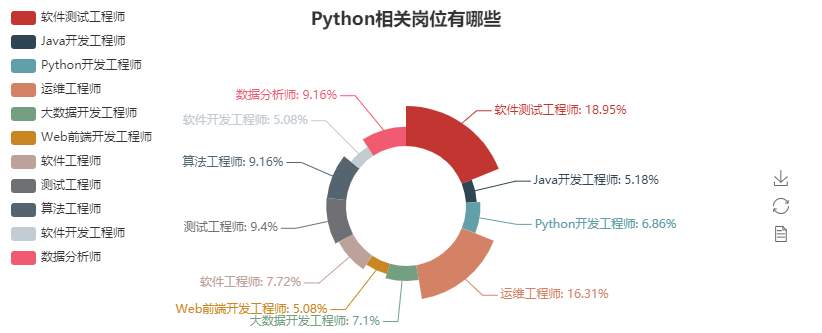 Python相关岗位有哪些
软件测试工程师
Java开发工程师
Python开发工程师
运维工程师
大数据开发工程师
Web前端开发工程师
软件工程师
测试工程师
算法工程师
软件开发工程师
数据分析师
数据分析师: 9.16%
软件开发工程师: 5.08%
算法工程师: 9.16%
测试工程师: 9.4%
软件工程师: 7.72%
Web前端开发工程师: 5.08%
大数据开发工程师: 7.1%
软件测试工程师: 18.95%
Java开发工程师: 5.18%
Python开发工程师: 6.86%
运维工程师: 16.31%